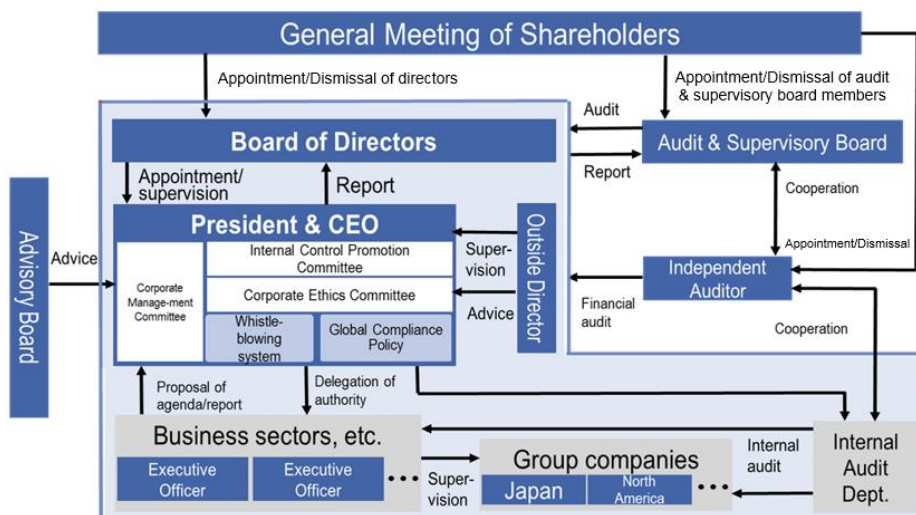 General Meeting of Shareholders
Appointment/Dismissal of directors
Appointment/Dismissal of audit
& supervisory board members
Audit
Board of Directors
Audit & Supervisory Board
Report
Appointment/
supervision
Report
Cooperation
President & CEO
Advisory Board
Advice
Corporate
Manage-ment
Committee
Internal Control Promotion
Committee
Corporate Ethics Committee
Whistle-
blowing
system
Global Compliance
Policy
Super-
vision
Advice
Outside Director
Appointment/Dismissal
Independent
Auditor
Financial
audit
Cooperation
Proposal of
agenda/report
Delegation of
authority
Business sectors, etc.
Executive
Officer
Executive
Officer
•••
Super-
vision
Group companies
Japan
North
America
•••
Internal
audit
Internal
Audit
Dept.